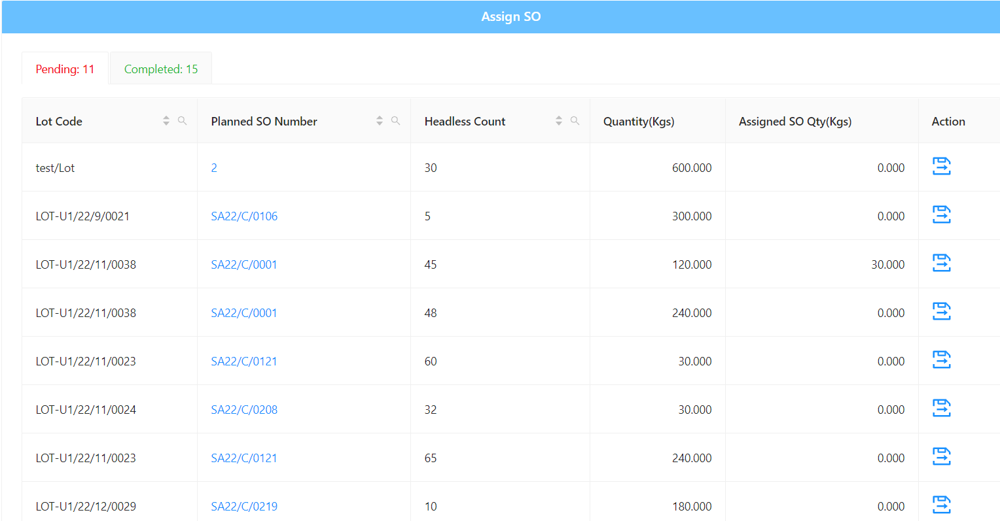 Assign SO
Pending: 11 Completed: 15
Lot Code Planned SO Number Headless Count Quantity(Kgs) Assigned SO Qty(Kgs) Action
test/Lot 2 30 600.000 0.000
LOT-U1/22/9/0021 SA22/C/0106 5 300.000 0.000
LOT-U1/22/11/0038 SA22/C/0001 45 120.000 30.000
LOT-U1/22/11/0038 SA22/C/0001 48 240.000 0.000
LOT-U1/22/11/0023 SA22/C/0121 60 30.000 0.000
LOT-U1/22/11/0024 SA22/C/0208 32 30.000 0.000
LOT-U1/22/11/0023 SA22/C/0121 65 240.000 0.000
LOT-U1/22/12/0029 SA22/C/0219 10 180.000 0.000